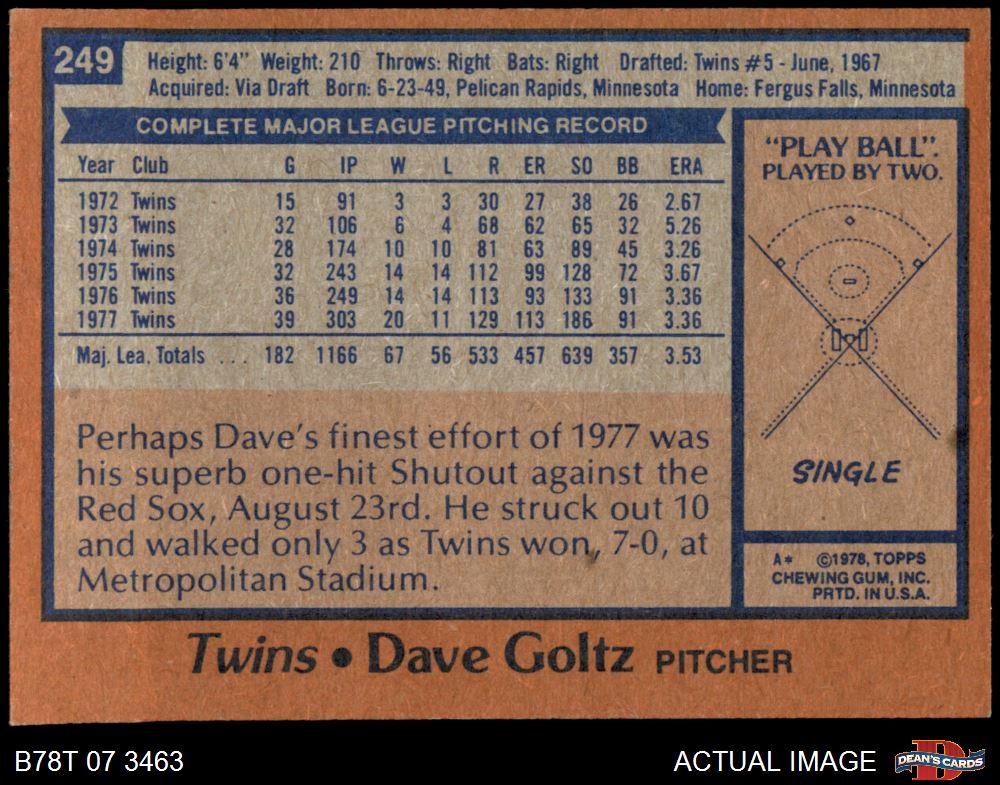 249
Height: 6'4" Weight: 210 Throws: Right Bats: Right Drafted: Twins #5 - June, 1967
Acquired: Via Draft Born: 6-23-49, Pelican Rapids, Minnesota Home: Fergus Falls, Minnesota
COMPLETE MAJOR LEAGUE PITCHING RECORD
Year Club G IP W L R ER SO BB ERA
1972 Twins 15 91 3 3 30 27 38 26 2.67
1973 Twins 32 106 6 4 68 62 65 32 5.26
1974 Twins 28 174 10 10 81 63 89 45 3.26
1975 Twins 32 243 14 14 112 99 128 72 3.67
1976 Twins 36 249 14 14 113 93 133 91 3.36
1977 Twins 39 303 20 11 129 113 186 91 3.36
Maj. Lea. Totals ... 182 1166 67 56 533 457 639 357 3.53
Perhaps Dave's finest effort of 1977 was
his superb one-hit Shutout against the
Red Sox, August 23rd. He struck out 10
and walked only 3 as Twins won, 7-0, at
Metropolitan Stadium.
"PLAY BALL".
PLAYED BY TWO.
SINGLE
A* ©1978, TOPPS
CHEWING GUM, INC.
PRTD. IN U.S.A.
Twins • Dave Goltz PITCHER
B78T 07 3463
ACTUAL IMAGE
D
DEAN'S CARDS